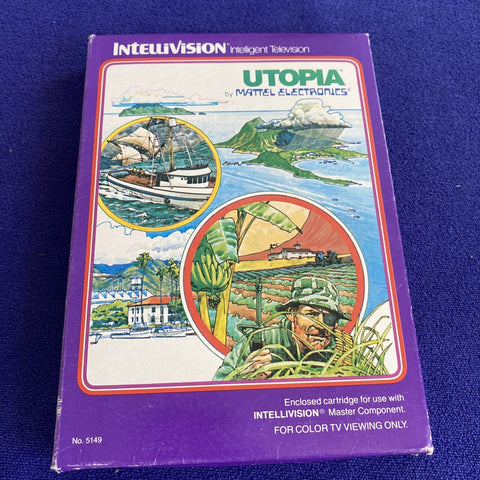 INTELLIVISION® Intelligent Television
UTOPIA™
by MATTEL ELECTRONICS®
Enclosed cartridge for use with
INTELLIVISION® Master Component.
FOR COLOR TV VIEWING ONLY.
No. 5149